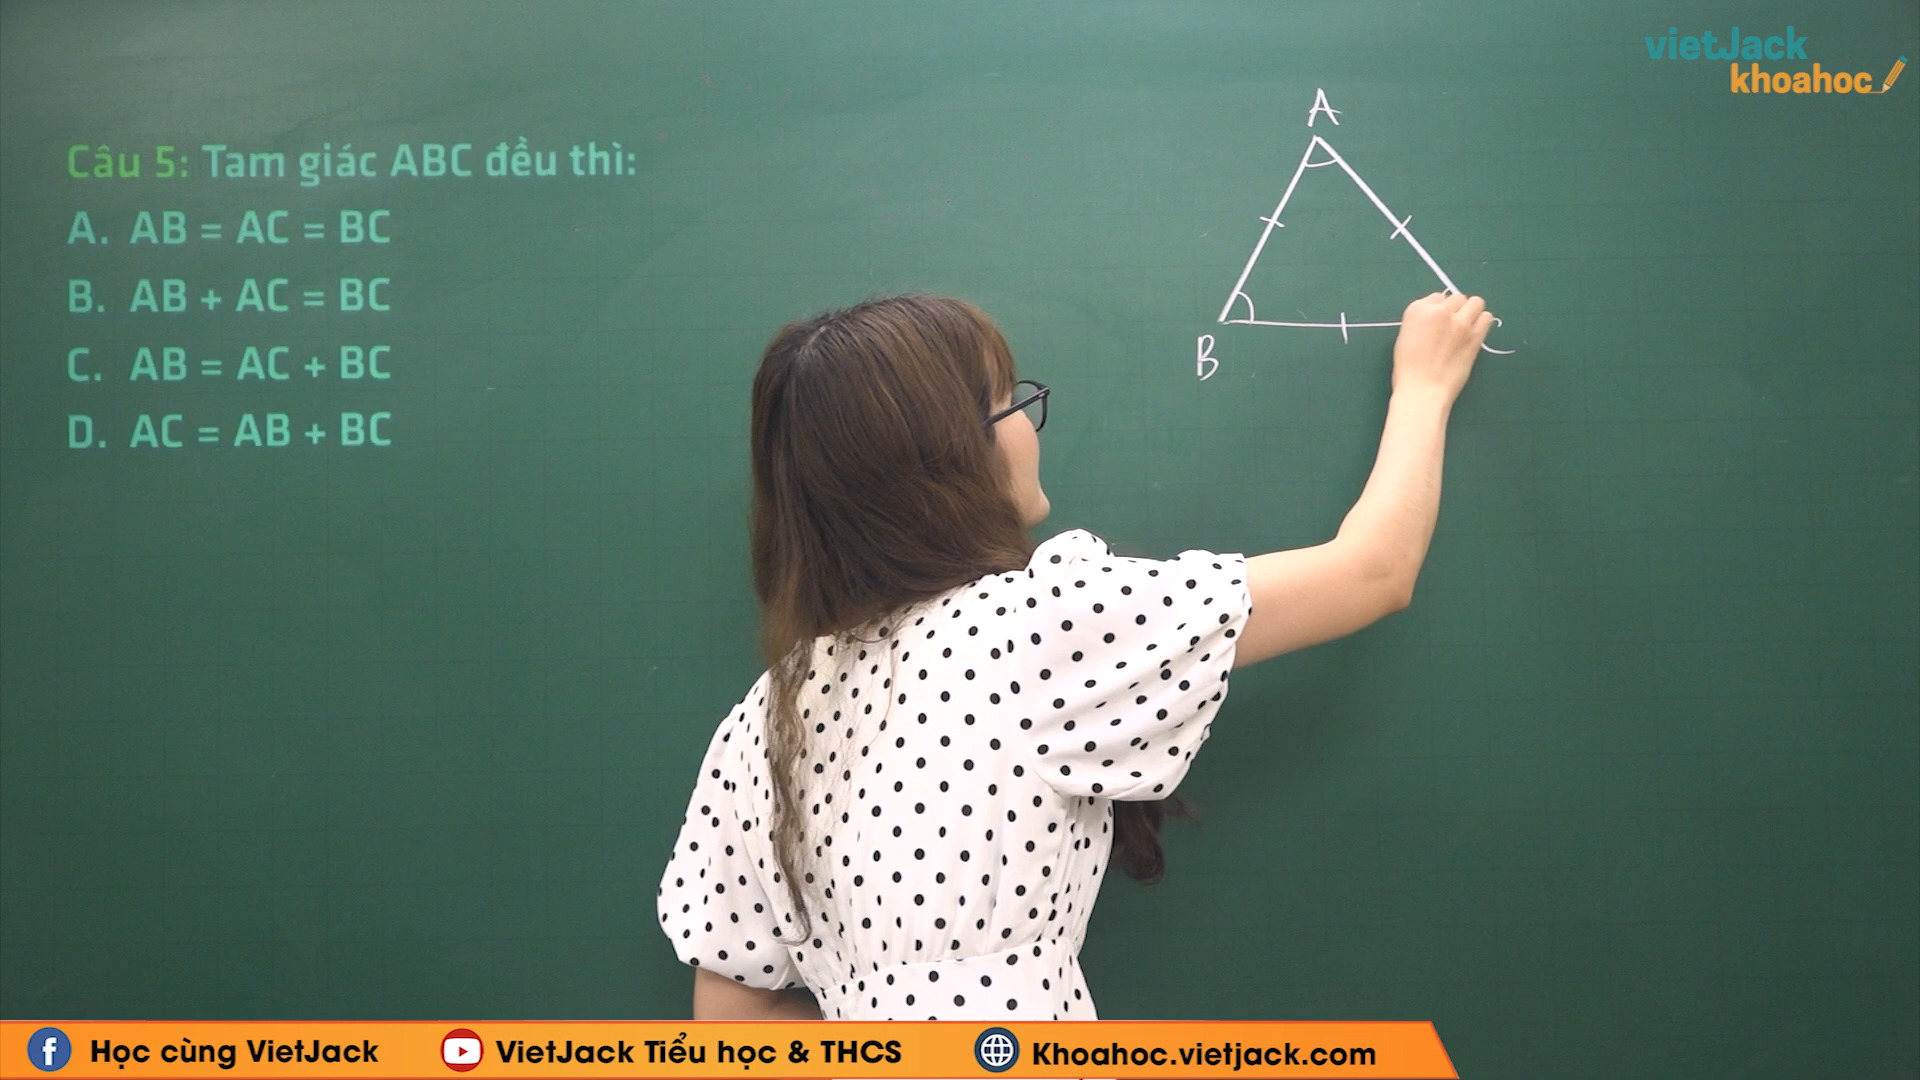 vietJack
khoahoc
Câu 5: Tam giác ABC đều thì:
A. AB = AC = BC
B. AB + AC = BC
C. AB = AC + BC
D. AC = AB + BC
A
B
C
Học cùng VietJack
VietJack Tiểu học & THCS
Khoahoc.vietjack.com